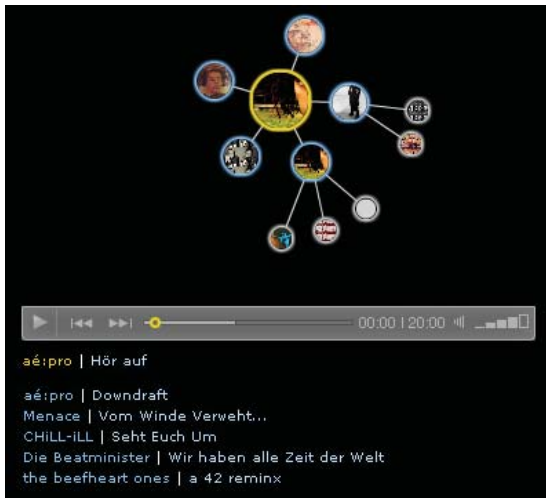 00:00 | 20:00
aé:pro | Hör auf
aé:pro | Downdraft
Menace | Vom Winde Verweht...
CHiLL-iLL | Seht Euch Um
Die Beatminister | Wir haben alle Zeit der Welt
the beefheart ones | a 42 reminx